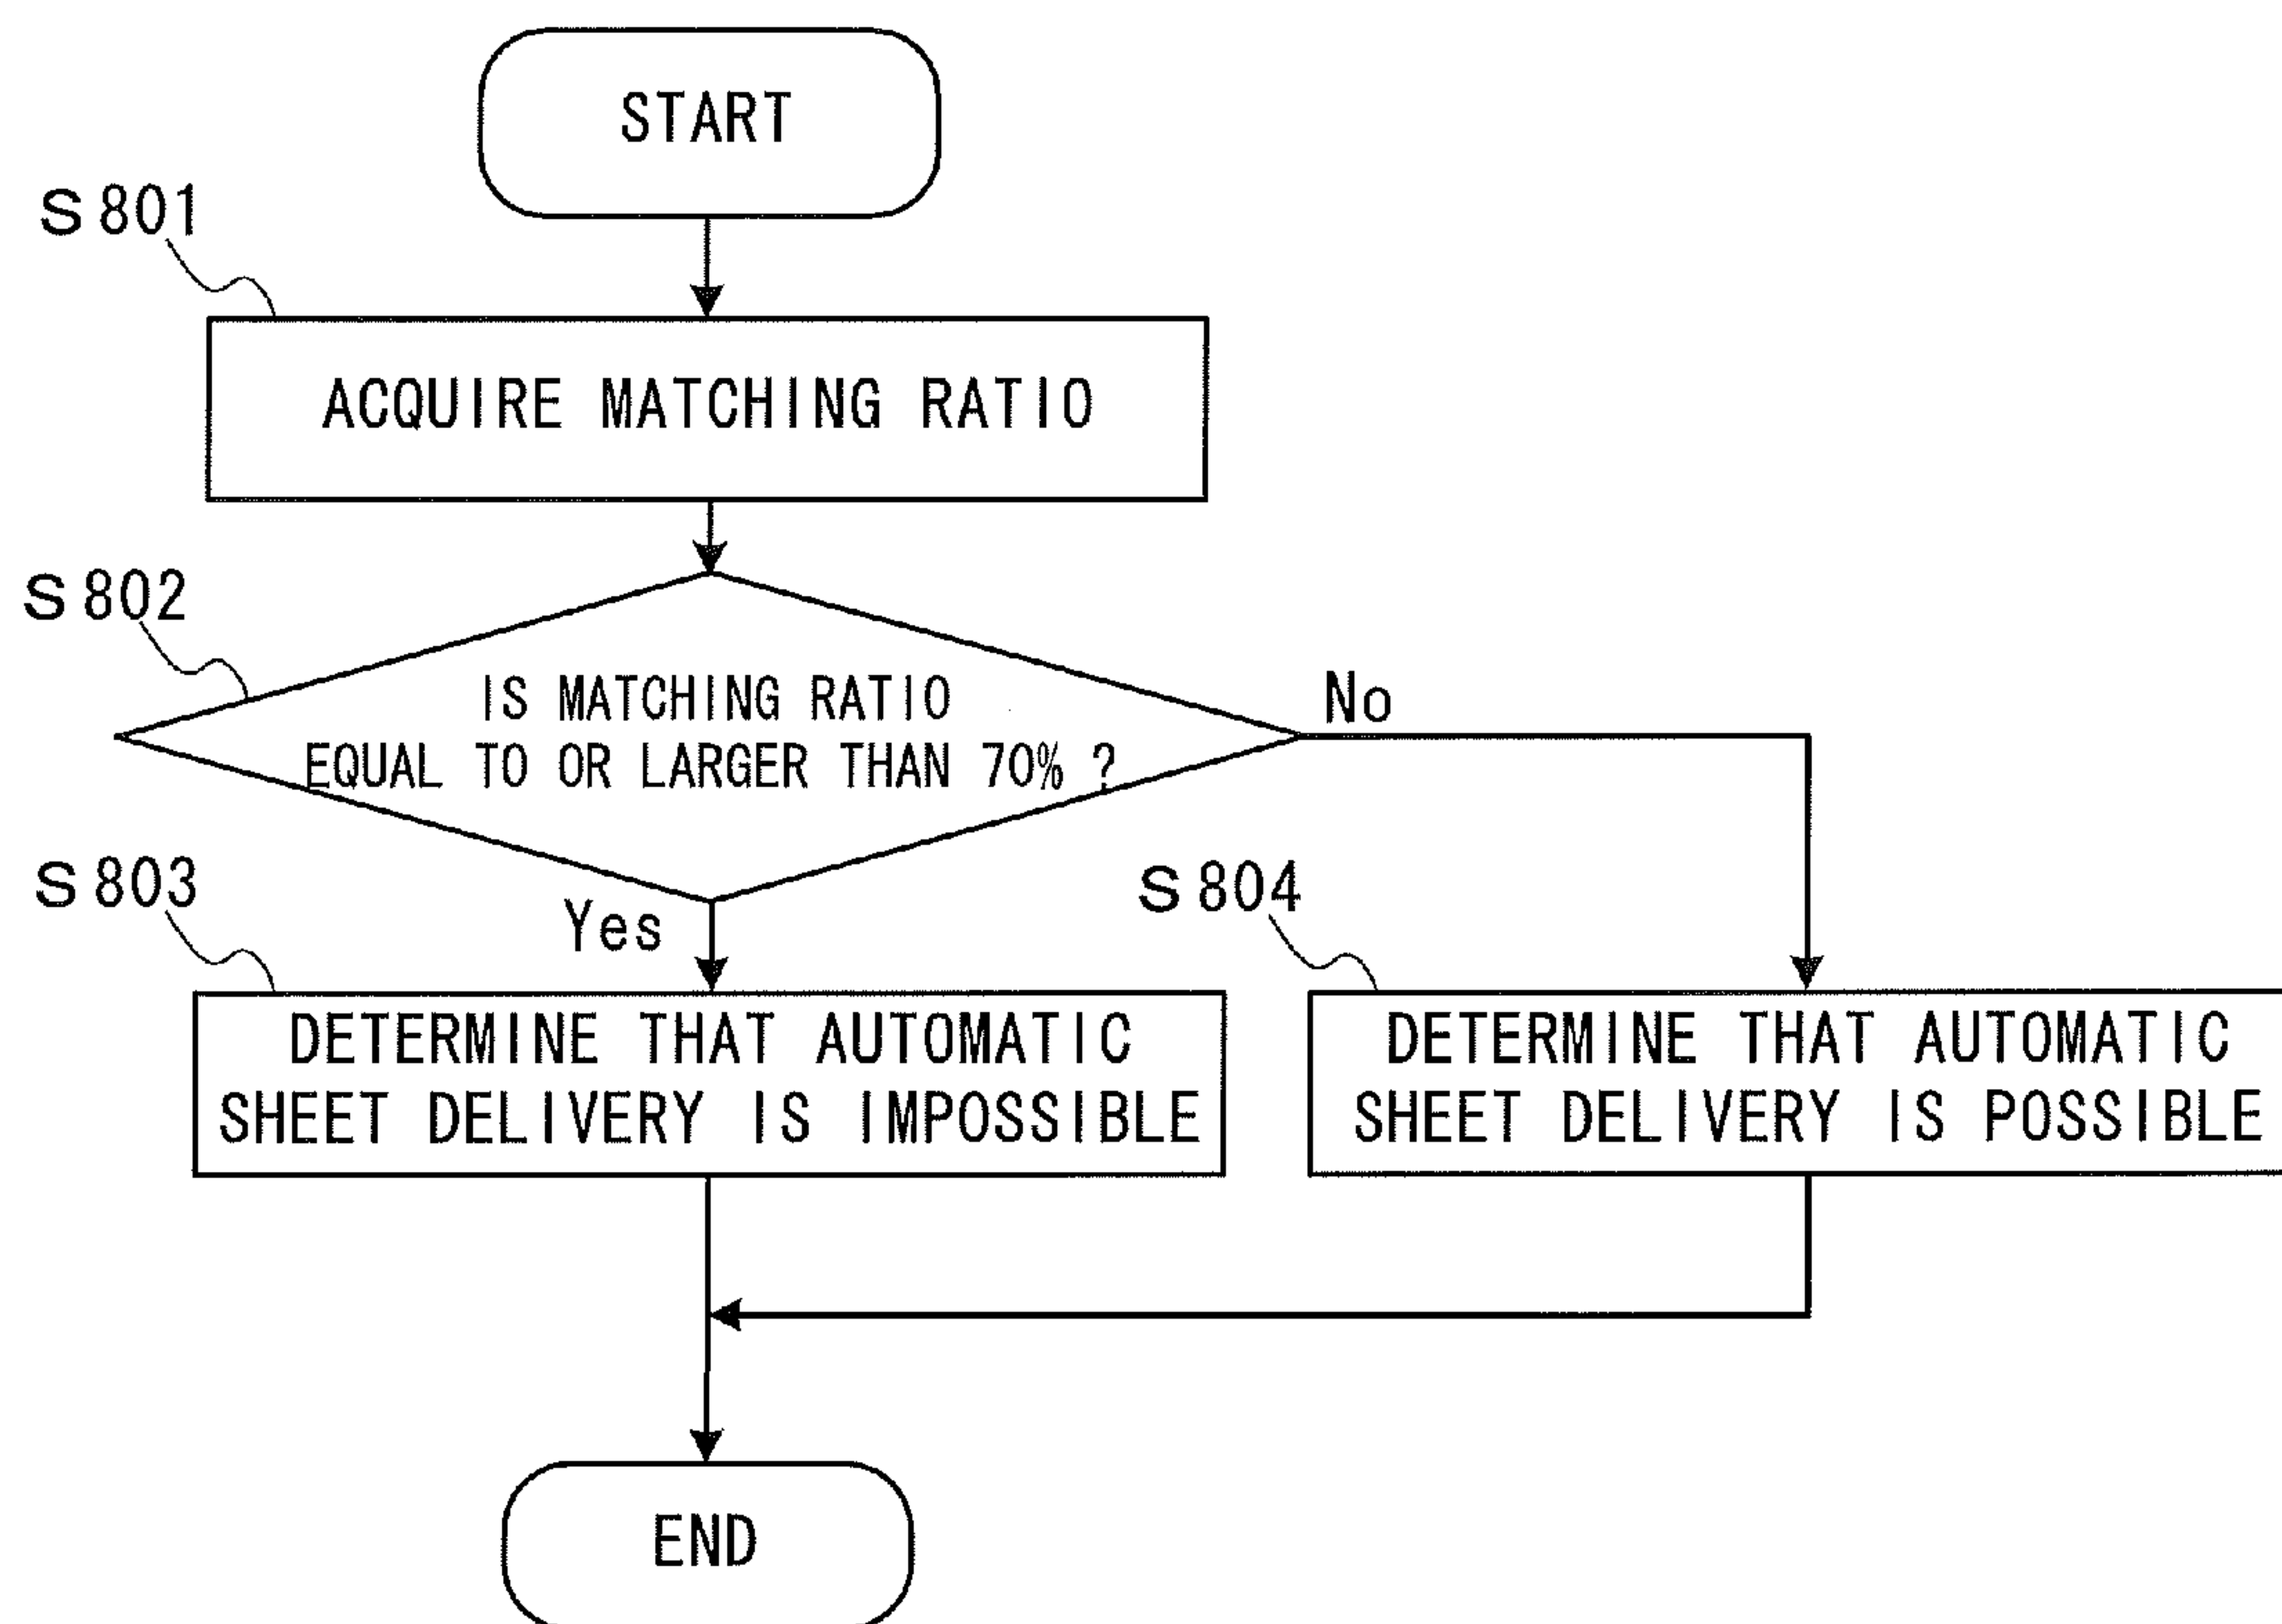 START
S801
ACQUIRE MATCHING RATIO
S802
IS MATCHING RATIO
EQUAL TO OR LARGER THAN 70% ?
No
Yes
S803
DETERMINE THAT AUTOMATIC
SHEET DELIVERY IS IMPOSSIBLE
S804
DETERMINE THAT AUTOMATIC
SHEET DELIVERY IS POSSIBLE
END